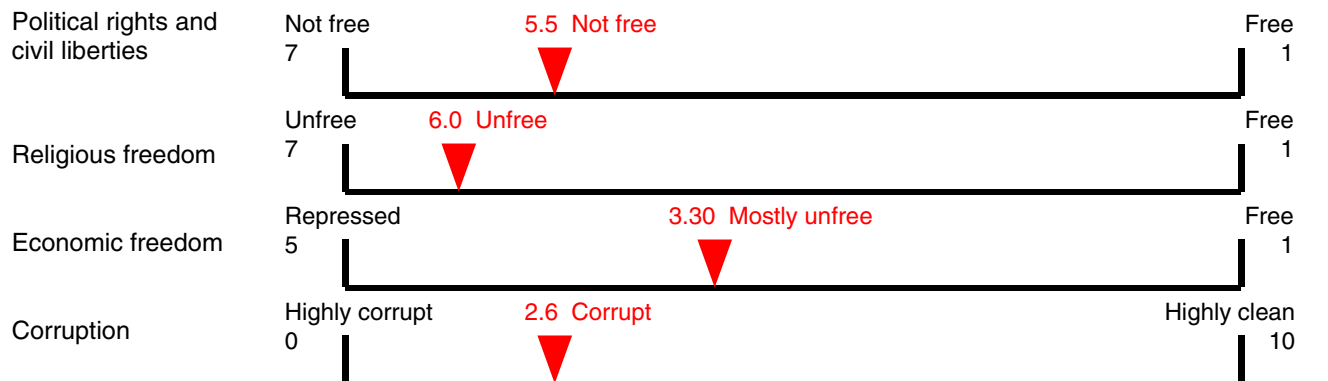 Political rights and
civil liberties
Not free
5.5 Not free
Free
7
1
Religious freedom
Unfree
6.0 Unfree
Free
7
1
Economic freedom
Repressed
3.30 Mostly unfree
Free
5
1
Corruption
Highly corrupt
2.6 Corrupt
Highly clean
0
10